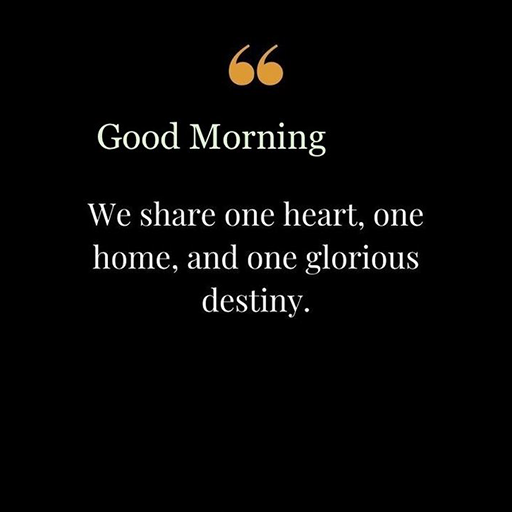 “
Good Morning
We share one heart, one
home, and one glorious
destiny.